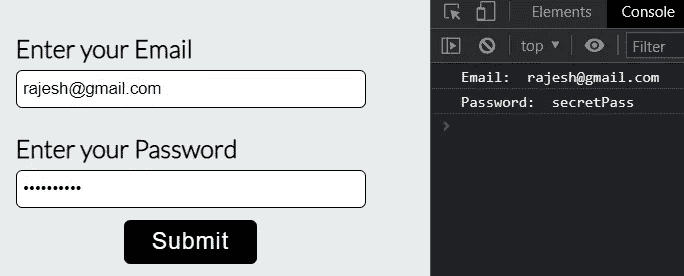 Enter your Email
rajesh@gmail.com
Enter your Password
••••••••••
Submit
Elements Console
top ▼ Filter
Email: rajesh@gmail.com
Password: secretPass